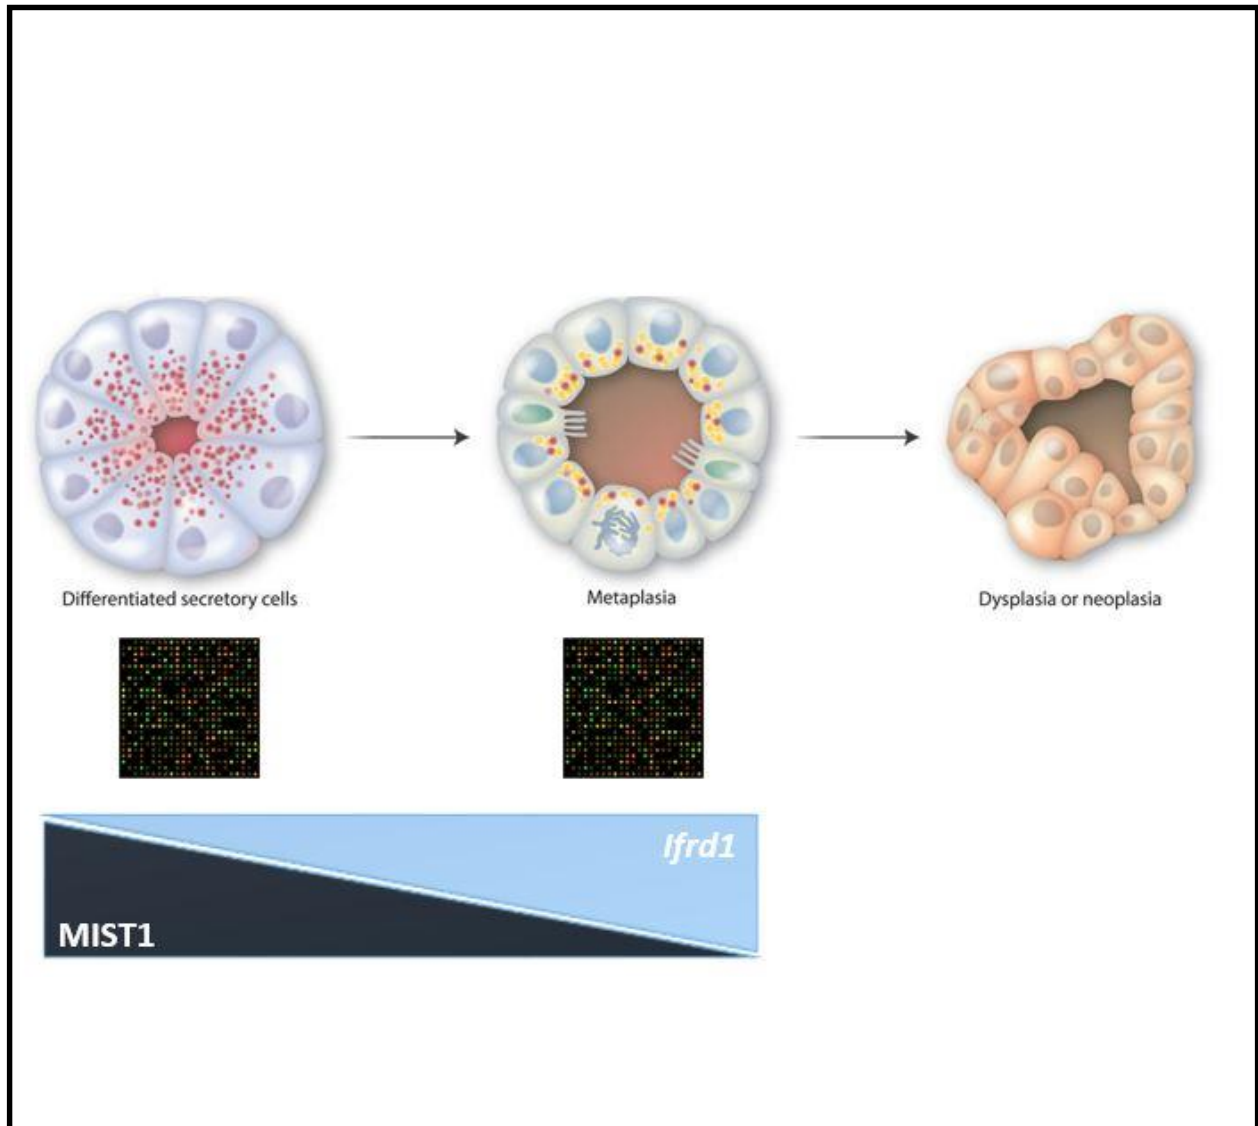 Differentiated secretory cells
Metaplasia
Dysplasia or neoplasia
Ifrd1
MIST1